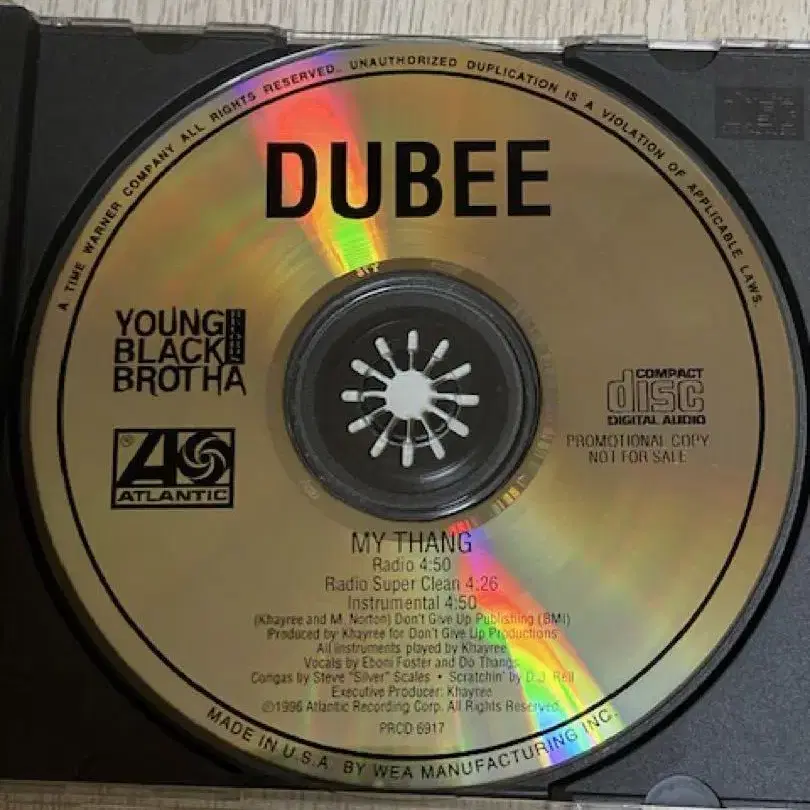 A TIME WARNER COMPANY ALL RIGHTS RESERVED. UNAUTHORIZED DUPLICATION IS A VIOLATION OF APPLICABLE LAWS.
DUBEE
YOUNG
BLACK
BROTHA
ATLANTIC
COMPACT
disc
DIGITAL AUDIO
PROMOTIONAL COPY
NOT FOR SALE
MY THANG
Radio 4:50
Radio Super Clean 4:26
Instrumental 4:50
(Khayree and M. Norton) Don't Give Up Publishing (BMI)
Produced by Khayree for Don't Give Up Productions
All instruments played by Khayree
Vocals by Eboni Foster and Do Thangs
Congas by Steve "Silver" Scales • Scratchin' by D.J. Rell
Executive Producer: Khayree
℗1996 Atlantic Recording Corp. All Rights Reserved.
PRCD 6917
MADE IN U.S.A. BY WEA MANUFACTURING INC.